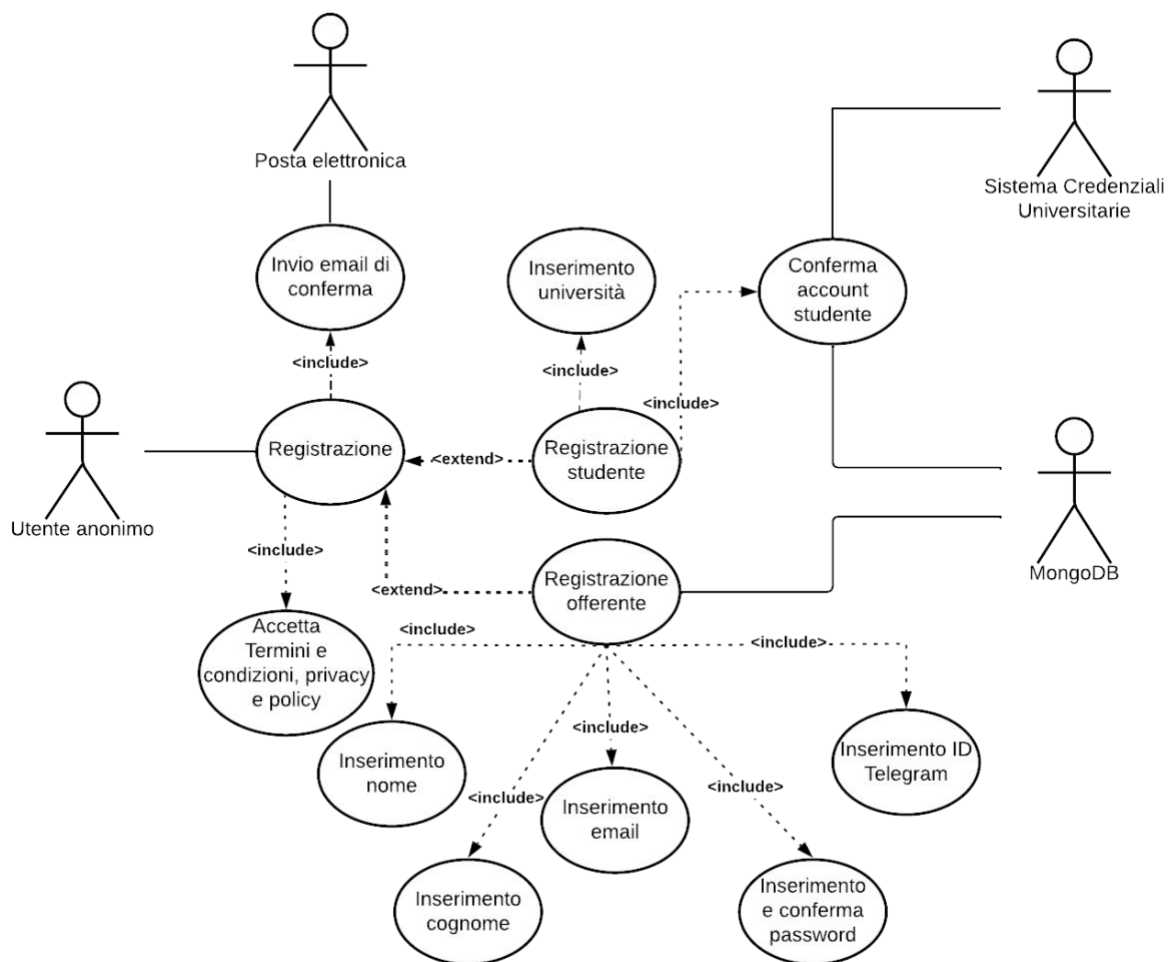 Posta elettronica
Sistema Credenziali
Universitarie
Invio email di
conferma
Inserimento
università
Conferma
account
studente
<include>
<include>
<include>
Registrazione
<extend>
Registrazione
studente
Utente anonimo
<include>
<extend>
Registrazione
offerente
MongoDB
Accetta
Termini e
condizioni, privacy
e policy
<include>
<include>
<include>
<include>
<include>
Inserimento
nome
Inserimento
cognome
Inserimento
email
Inserimento
e conferma
password
Inserimento ID
Telegram